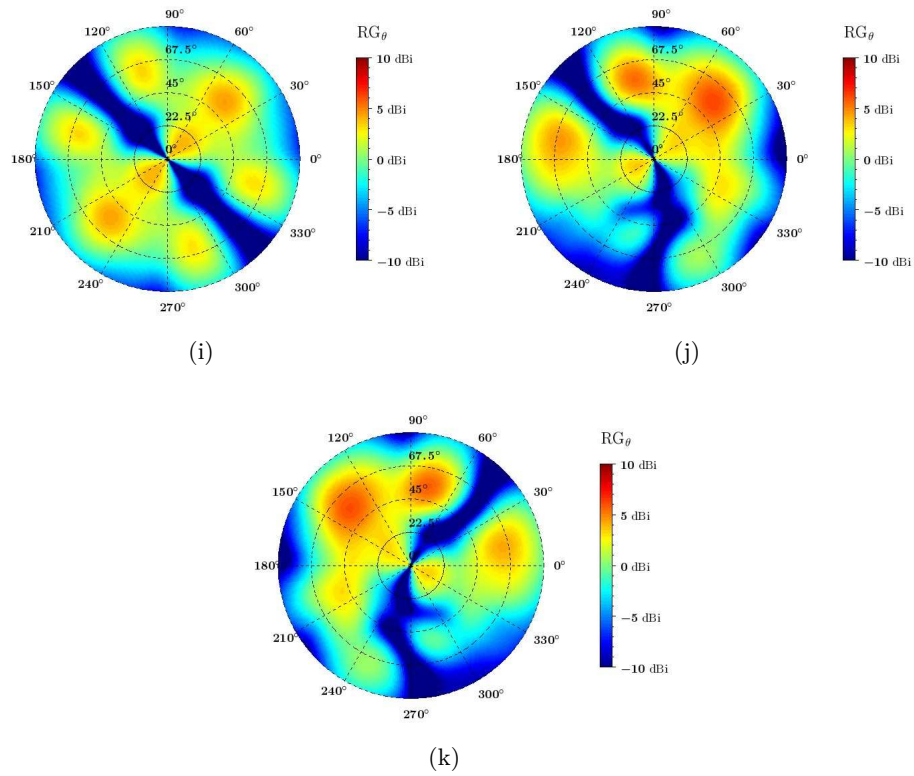 90°
120° 60°
150° 30°
180° 0°
210° 330°
240° 300°
270°
67.5°
45°
22.5°
0°
RG_θ
10 dBi
5 dBi
0 dBi
−5 dBi
−10 dBi
(i)
90°
120° 60°
150° 30°
180° 0°
210° 330°
240° 300°
270°
67.5°
45°
22.5°
0°
RG_θ
10 dBi
5 dBi
0 dBi
−5 dBi
−10 dBi
(j)
90°
120° 60°
150° 30°
180° 0°
210° 330°
240° 300°
270°
67.5°
45°
22.5°
0°
RG_θ
10 dBi
5 dBi
0 dBi
−5 dBi
−10 dBi
(k)